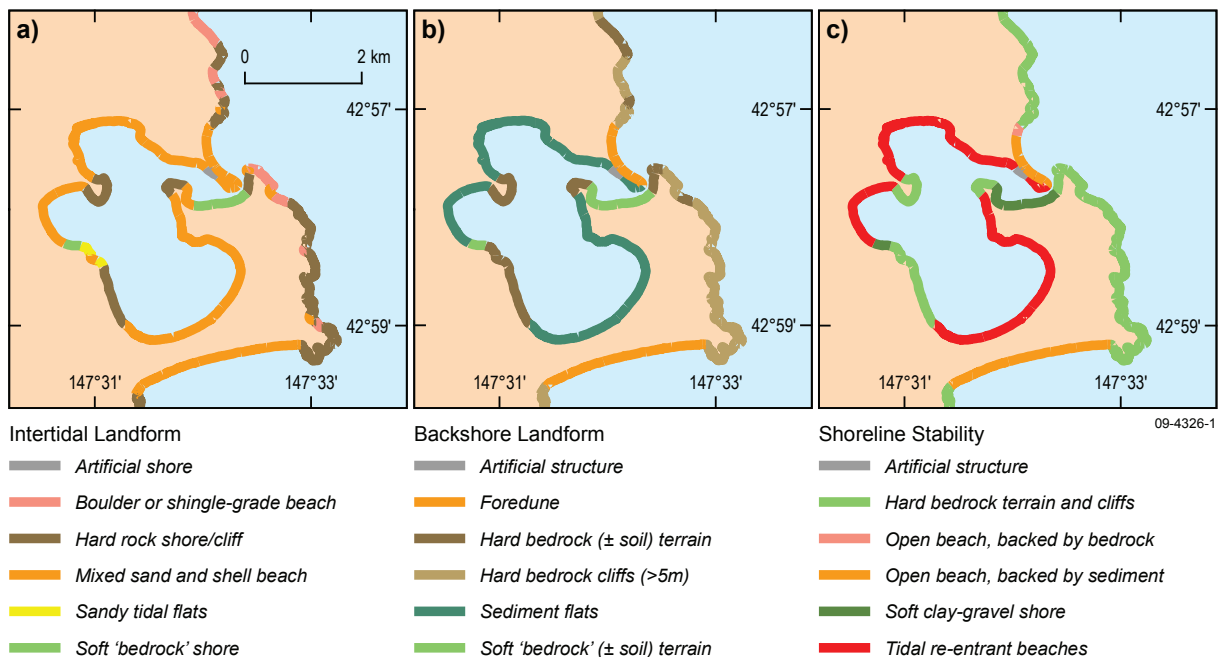 a)
0 2 km
42°57'
42°59'
147°31' 147°33'
b)
42°57'
42°59'
147°31' 147°33'
c)
147°31' 147°33'
09-4326-1
Intertidal Landform
Artificial shore
Boulder or shingle-grade beach
Hard rock shore/cliff
Mixed sand and shell beach
Sandy tidal flats
Soft ‘bedrock’ shore
Backshore Landform
Artificial structure
Foredune
Hard bedrock (± soil) terrain
Hard bedrock cliffs (>5m)
Sediment flats
Soft ‘bedrock’ (± soil) terrain
Shoreline Stability
Artificial structure
Hard bedrock terrain and cliffs
Open beach, backed by bedrock
Open beach, backed by sediment
Soft clay-gravel shore
Tidal re-entrant beaches